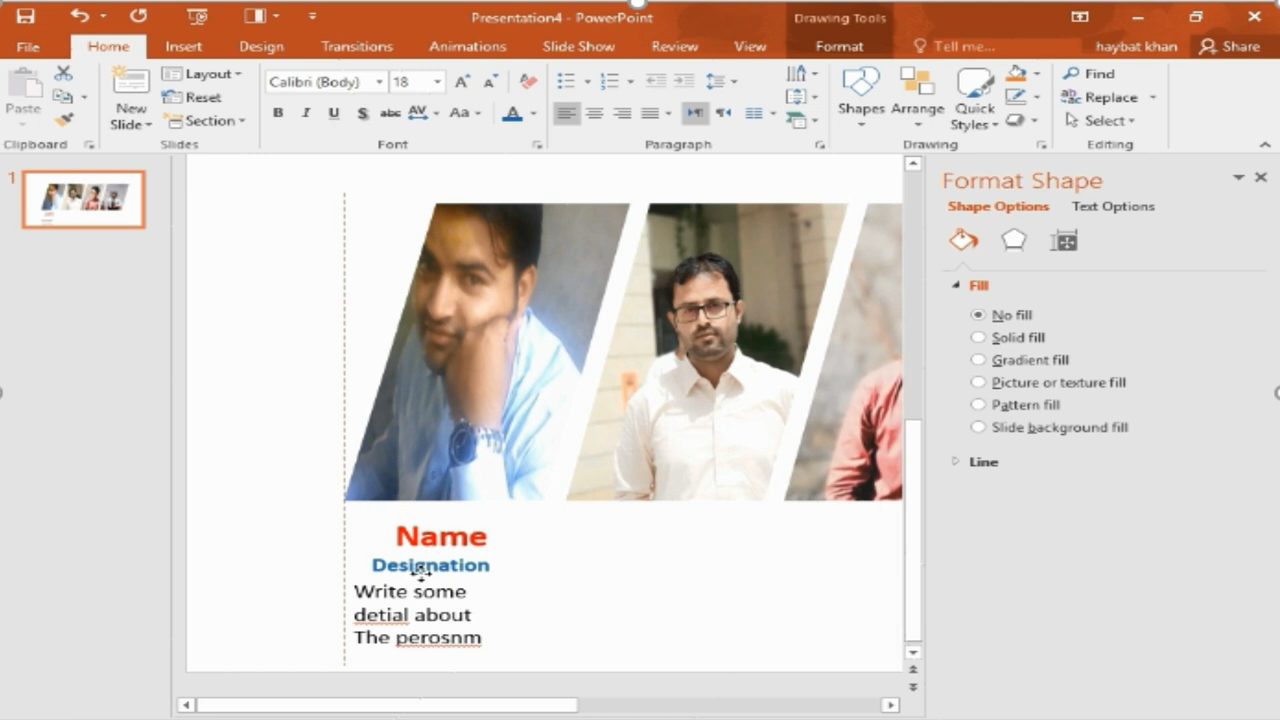 Presentation4 - PowerPoint
Drawing Tools
File
Home
Insert
Design
Transitions
Animations
Slide Show
Review
View
Format
Tell me...
haybat khan
Share
Paste
New
Slide
Layout
Reset
Section
Calibri (Body)
18
B I U S abc AV Aa A
Shapes
Arrange
Quick
Styles
Find
Replace
Select
Clipboard
Slides
Font
Paragraph
Drawing
Editing
1
Format Shape
Shape Options
Text Options
Fill
No fill
Solid fill
Gradient fill
Picture or texture fill
Pattern fill
Slide background fill
Line
Name
Designation
Write some
detial about
The perosnm